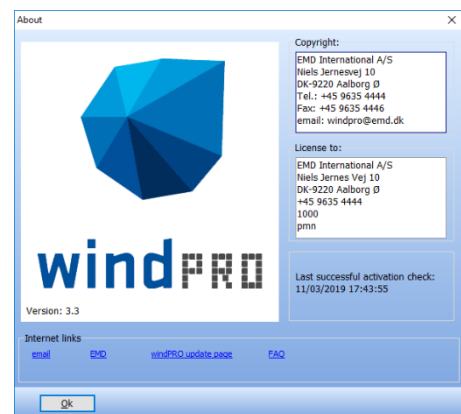 About
Copyright:
EMD International A/S
Niels Jernesvej 10
DK-9220 Aalborg Ø
Tel.: +45 9635 4444
Fax: +45 9635 4446
email: windpro@emd.dk
License to:
EMD International A/S
Niels Jernes Vej 10
DK-9220 Aalborg Ø
+45 9635 4444
1000
pmn
windPRO
Version: 3.3
Last successful activation check:
11/03/2019 17:43:55
Internet links
email EMD windPRO update page FAQ
Ok